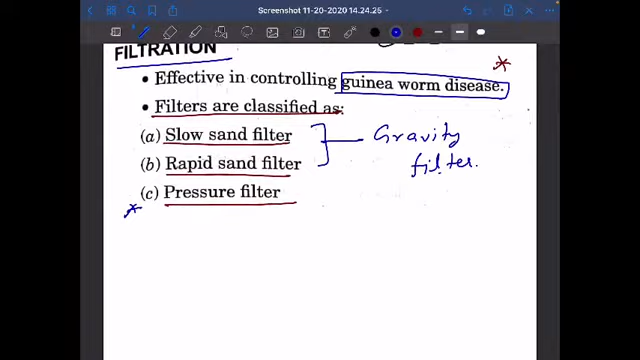 Screenshot 11-20-2020 14.24.25
FILTRATION
• Effective in controlling guinea worm disease.
• Filters are classified as:
(a) Slow sand filter
(b) Rapid sand filter
Gravity
filter.
(c) Pressure filter